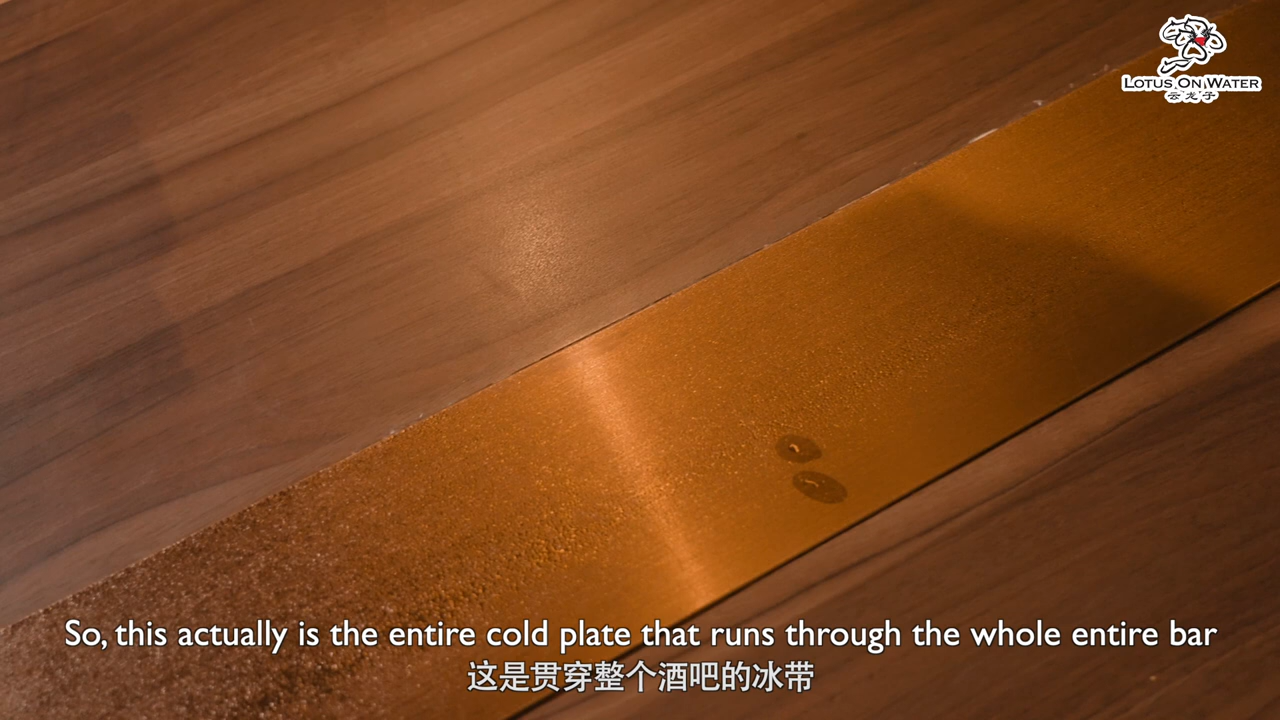 LOTUS ON WATER
云龙子
So, this actually is the entire cold plate that runs through the whole entire bar
这是贯穿整个酒吧的冰带